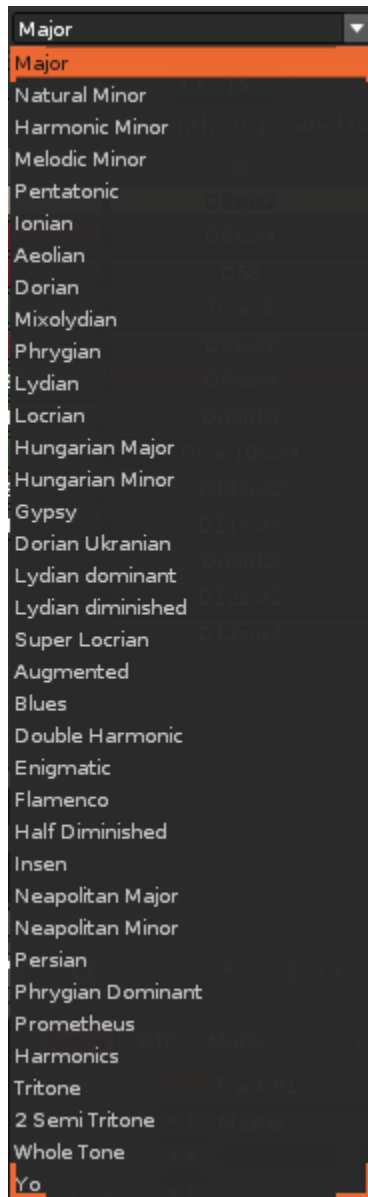 Major
Major
Natural Minor
Harmonic Minor
Melodic Minor
Pentatonic
Ionian
Aeolian
Dorian
Mixolydian
Phrygian
Lydian
Locrian
Hungarian Major
Hungarian Minor
Gypsy
Dorian Ukranian
Lydian dominant
Lydian diminished
Super Locrian
Augmented
Blues
Double Harmonic
Enigmatic
Flamenco
Half Diminished
Insen
Neapolitan Major
Neapolitan Minor
Persian
Phrygian Dominant
Prometheus
Harmonics
Tritone
2 Semi Tritone
Whole Tone
Yo